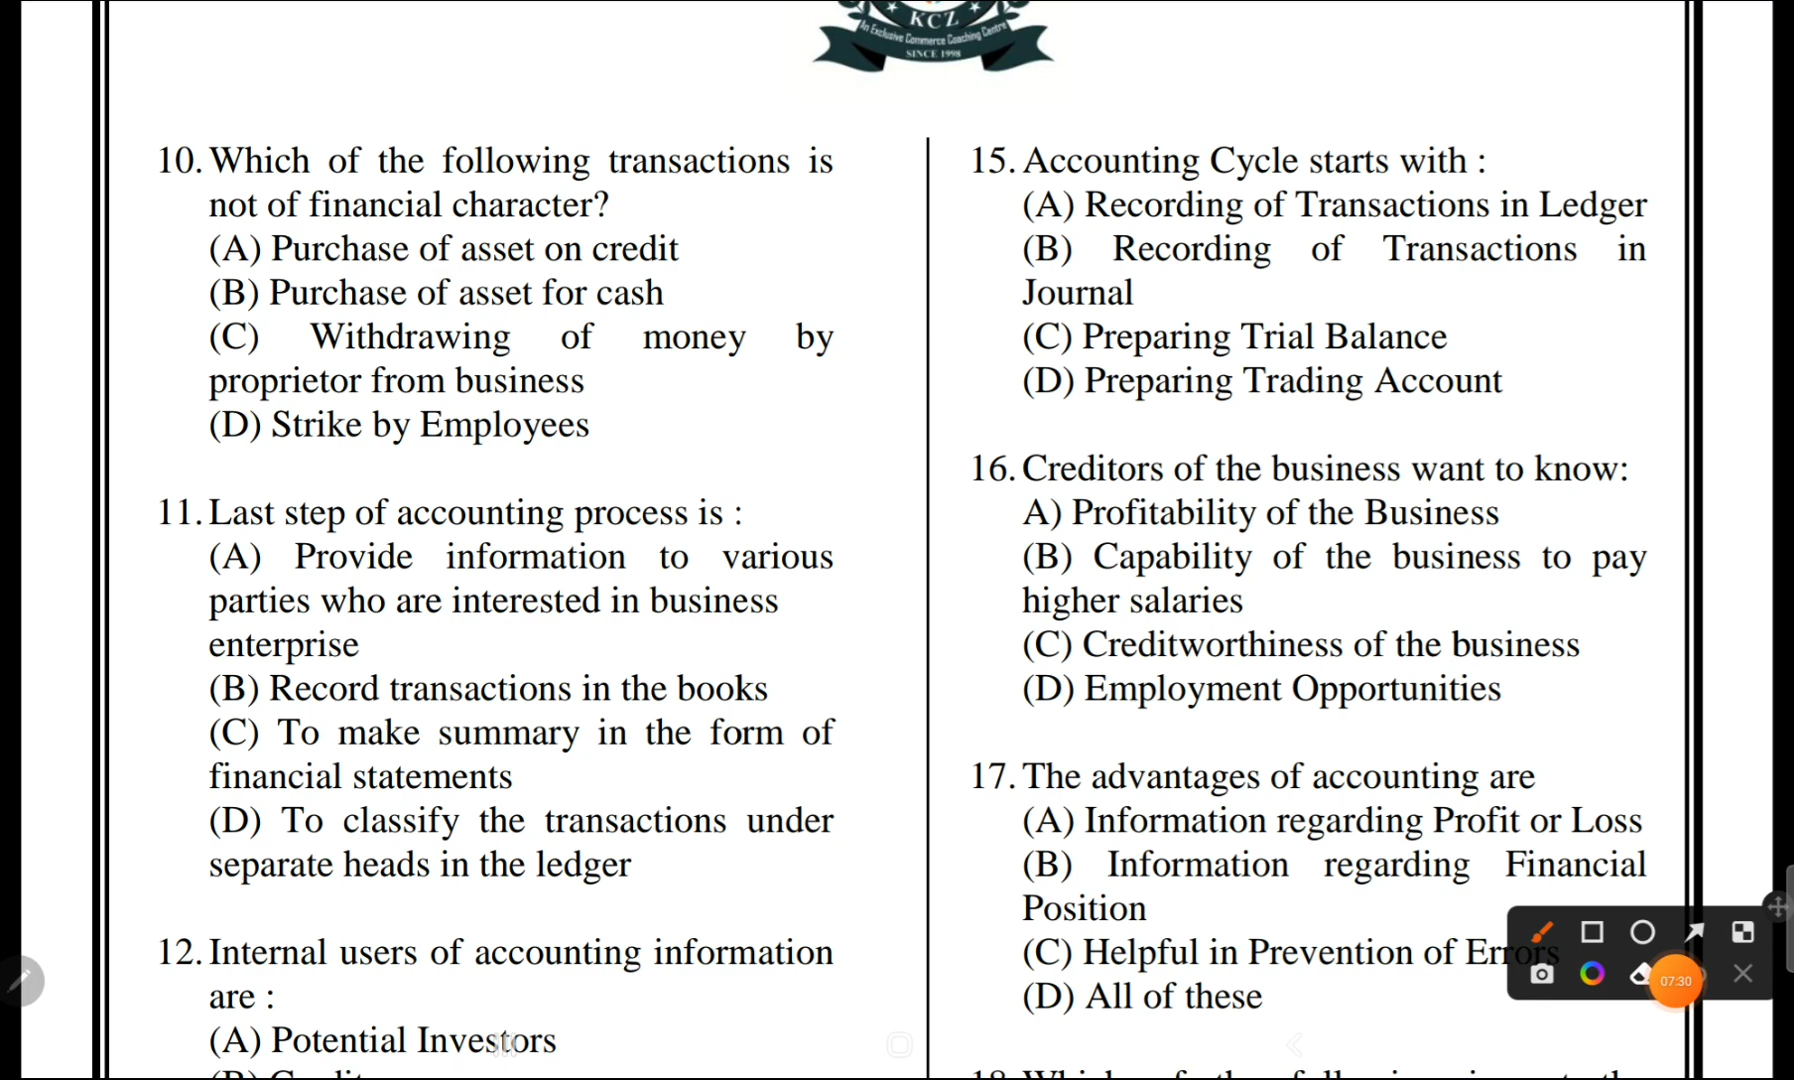 KCZ
An Exclusive Commerce Coaching Centre
SINCE 1998
10. Which of the following transactions is
not of financial character?
(A) Purchase of asset on credit
(B) Purchase of asset for cash
(C) Withdrawing of money by
proprietor from business
(D) Strike by Employees
11. Last step of accounting process is :
(A) Provide information to various
parties who are interested in business
enterprise
(B) Record transactions in the books
(C) To make summary in the form of
financial statements
(D) To classify the transactions under
separate heads in the ledger
12. Internal users of accounting information
are :
(A) Potential Investors
15. Accounting Cycle starts with :
(A) Recording of Transactions in Ledger
(B) Recording of Transactions in
Journal
(C) Preparing Trial Balance
(D) Preparing Trading Account
16. Creditors of the business want to know:
A) Profitability of the Business
(B) Capability of the business to pay
higher salaries
(C) Creditworthiness of the business
(D) Employment Opportunities
17. The advantages of accounting are
(A) Information regarding Profit or Loss
(B) Information regarding Financial
Position
(C) Helpful in Prevention of Errors
(D) All of these
07:30